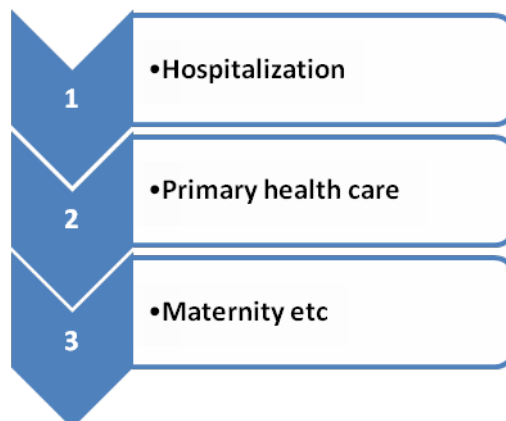 1
•Hospitalization
2
•Primary health care
3
•Maternity etc